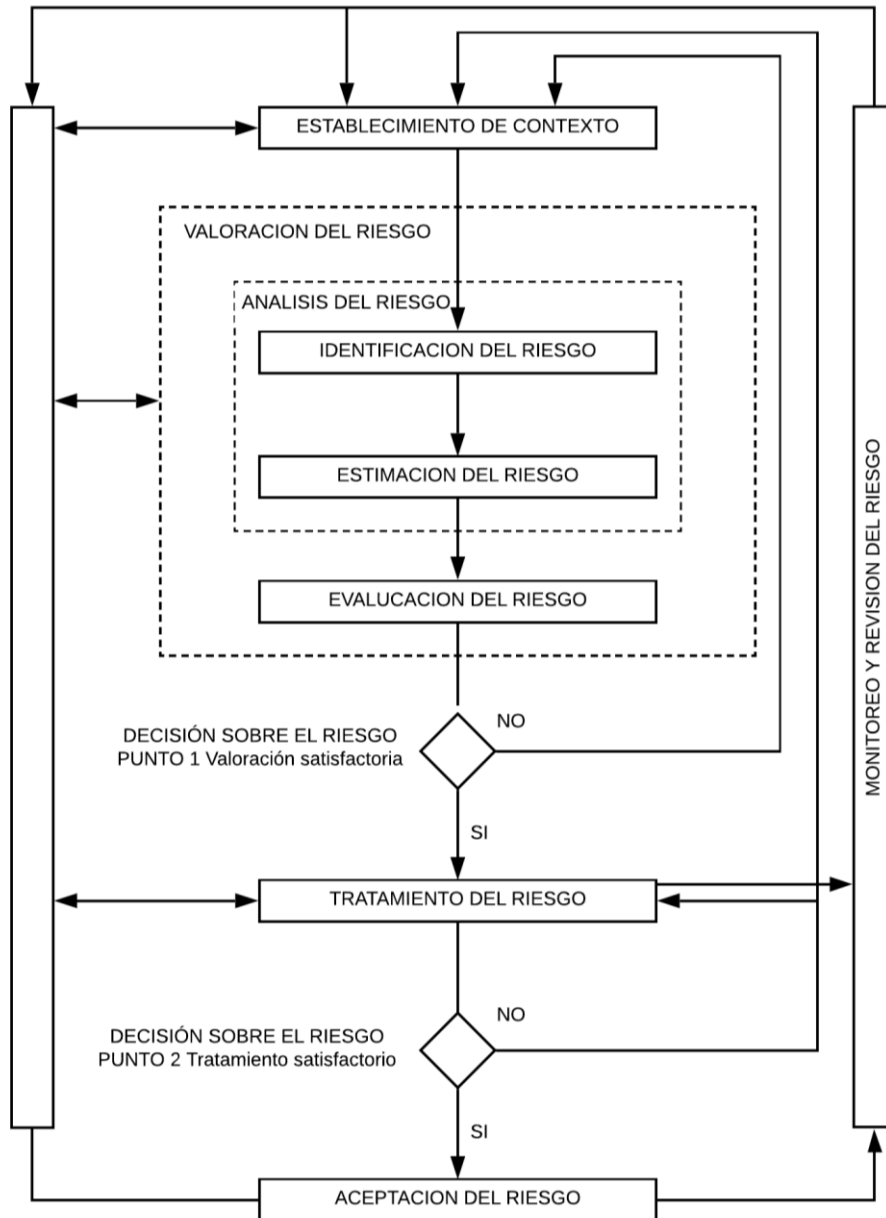 ESTABLECIMIENTO DE CONTEXTO
VALORACION DEL RIESGO
ANALISIS DEL RIESGO
IDENTIFICACION DEL RIESGO
ESTIMACION DEL RIESGO
EVALUCACION DEL RIESGO
DECISIÓN SOBRE EL RIESGO
PUNTO 1 Valoración satisfactoria
NO
SI
TRATAMIENTO DEL RIESGO
DECISIÓN SOBRE EL RIESGO
PUNTO 2 Tratamiento satisfactorio
NO
SI
ACEPTACION DEL RIESGO
MONITOREO Y REVISION DEL RIESGO